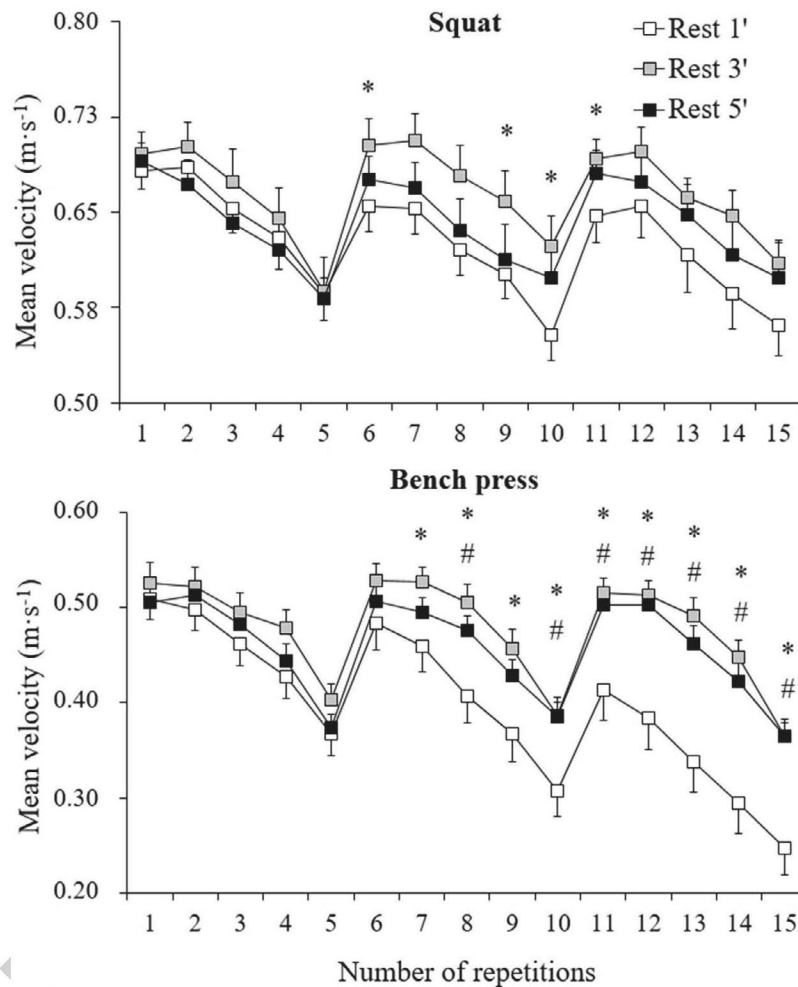 Squat
Rest 1'
Rest 3'
Rest 5'
Mean velocity (m·s⁻¹)
0.80
0.73
0.65
0.58
0.50
* * * *
1 2 3 4 5 6 7 8 9 10 11 12 13 14 15
Bench press
Mean velocity (m·s⁻¹)
0.60
0.50
0.40
0.30
0.20
* * * * * * * * *
# # # # # # #
1 2 3 4 5 6 7 8 9 10 11 12 13 14 15
Number of repetitions